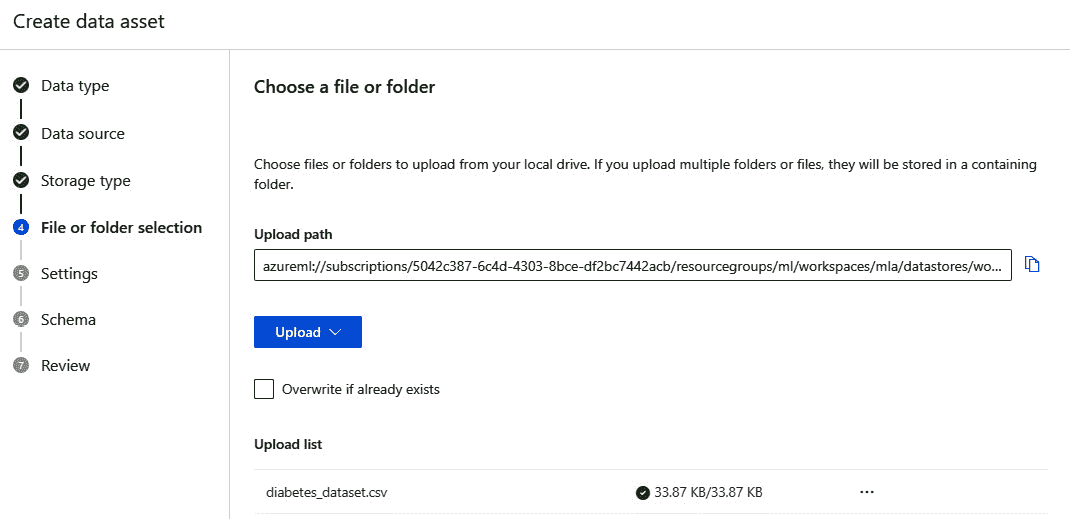 Create data asset
Data type
Data source
Storage type
4 File or folder selection
5 Settings
6 Schema
7 Review
Choose a file or folder
Choose files or folders to upload from your local drive. If you upload multiple folders or files, they will be stored in a containing
folder.
Upload path
azureml://subscriptions/5042c387-6c4d-4303-8bce-df2bc7442acb/resourcegroups/ml/workspaces/mla/datastores/wo...
Upload
Overwrite if already exists
Upload list
diabetes_dataset.csv 33.87 KB/33.87 KB ...